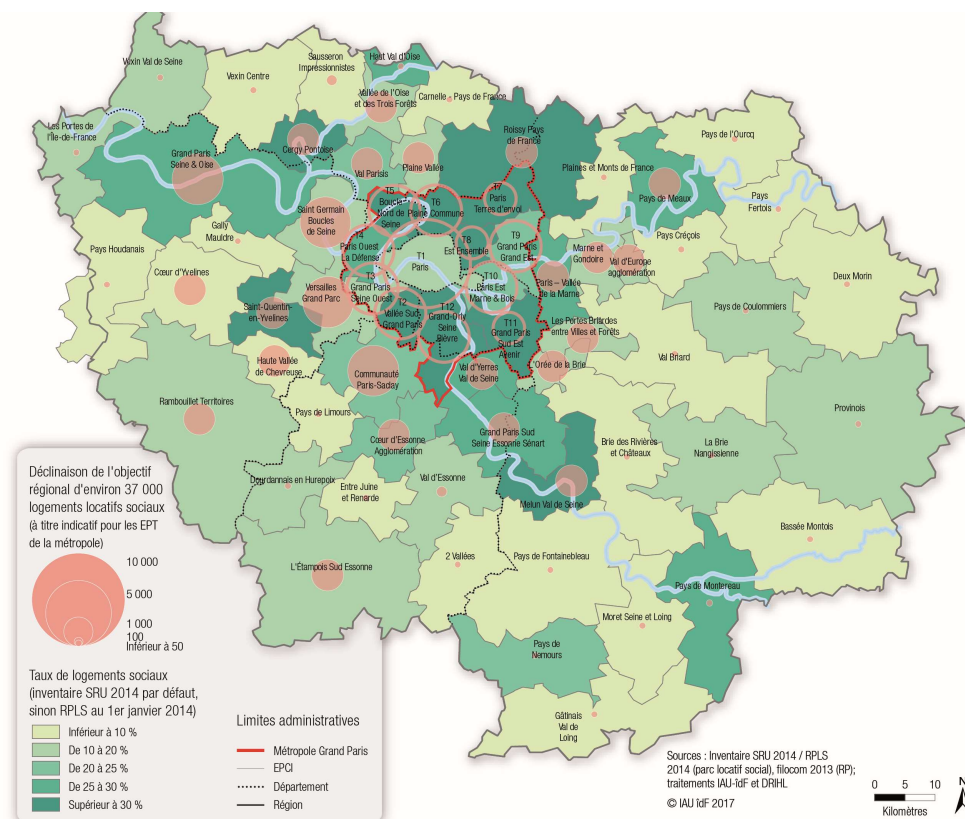 Vexin Val de Seine
Vexin Centre
Sausseron
Impressionnistes
Haut Val d'Oise
Vallée de l'Oise
et des Trois Forêts
Carnelle - Pays de France
Roissy Pays
de France
Pays de l'Ourcq
Plaines et Monts de France
Pays de Meaux
Pays
Fertois
Les Portes de
l'Île-de-France
Grand Paris
Seine & Oise
Cergy Pontoise
Val Parisis
Plaine Vallée
T5
Boucle
Nord de
Seine
T6
Plaine Commune
T7
Paris
Terres d'envol
Saint Germain
Boucles
de Seine
Gally
Mauldre
T4
Paris Ouest
La Défense
T8
Est Ensemble
T9
Grand Paris
Grand Est
Marne et
Gondoire
Val d'Europe
agglomération
Pays Créçois
Pays Houdanais
Cœur d'Yvelines
T1
Paris
Deux Morin
Versailles
Grand Parc
T3
Grand Paris
Seine Ouest
T10
Paris Est
Marne & Bois
Paris – Vallée
de la Marne
Saint-Quentin-
en-Yvelines
T2
Vallée Sud-
Grand Paris
T12
Grand-Orly
Seine
Bièvre
T11
Grand Paris
Sud Est
Avenir
Les Portes Briardes
entre Villes et Forêts
Pays de Coulommiers
Haute Vallée
de Chevreuse
Communauté
Paris-Saclay
Val d'Yerres
Val de Seine
L'Orée de la Brie
Val Briard
Rambouillet Territoires
Pays de Limours
Cœur d'Essonne
Agglomération
Grand Paris Sud
Seine Essonne Sénart
Provinois
Brie des Rivières
et Châteaux
La Brie
Nangissienne
Dourdannais en Hurepoix
Entre Juine
et Renarde
Val d'Essonne
Melun Val de Seine
Bassée Montois
L'Étampois Sud Essonne
2 Vallées
Pays de Fontainebleau
Pays de Montereau
Moret Seine et Loing
Pays de
Nemours
Gâtinais
Val de
Loing
Déclinaison de l'objectif
régional d'environ 37 000
logements locatifs sociaux
(à titre indicatif pour les EPT
de la métropole)
10 000
5 000
1 000
100
Inférieur à 50
Taux de logements sociaux
(inventaire SRU 2014 par défaut,
sinon RPLS au 1er janvier 2014)
Inférieur à 10 %
De 10 à 20 %
De 20 à 25 %
De 25 à 30 %
Supérieur à 30 %
Limites administratives
Métropole Grand Paris
EPCI
Département
Région
Sources : Inventaire SRU 2014 / RPLS
2014 (parc locatif social), filocom 2013 (RP);
traitements IAU-îdF et DRIHL
© IAU îdF 2017
0 5 10
Kilomètres
N